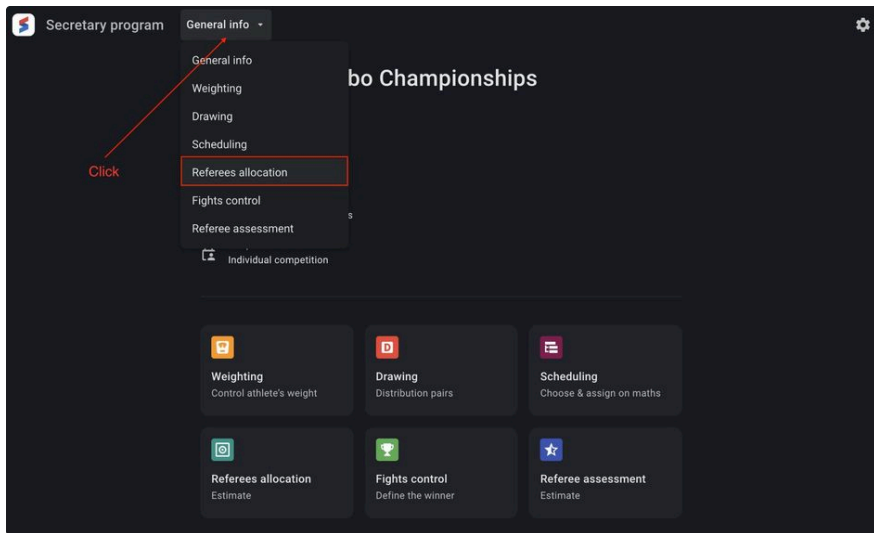 Secretary program
General info
General info
Weighting
bo Championships
Drawing
Scheduling
Click
Referees allocation
Fights control
s
Referee assessment
Individual competition
Weighting
Control athlete's weight
Drawing
Distribution pairs
Scheduling
Choose & assign on maths
Referees allocation
Estimate
Fights control
Define the winner
Referee assessment
Estimate